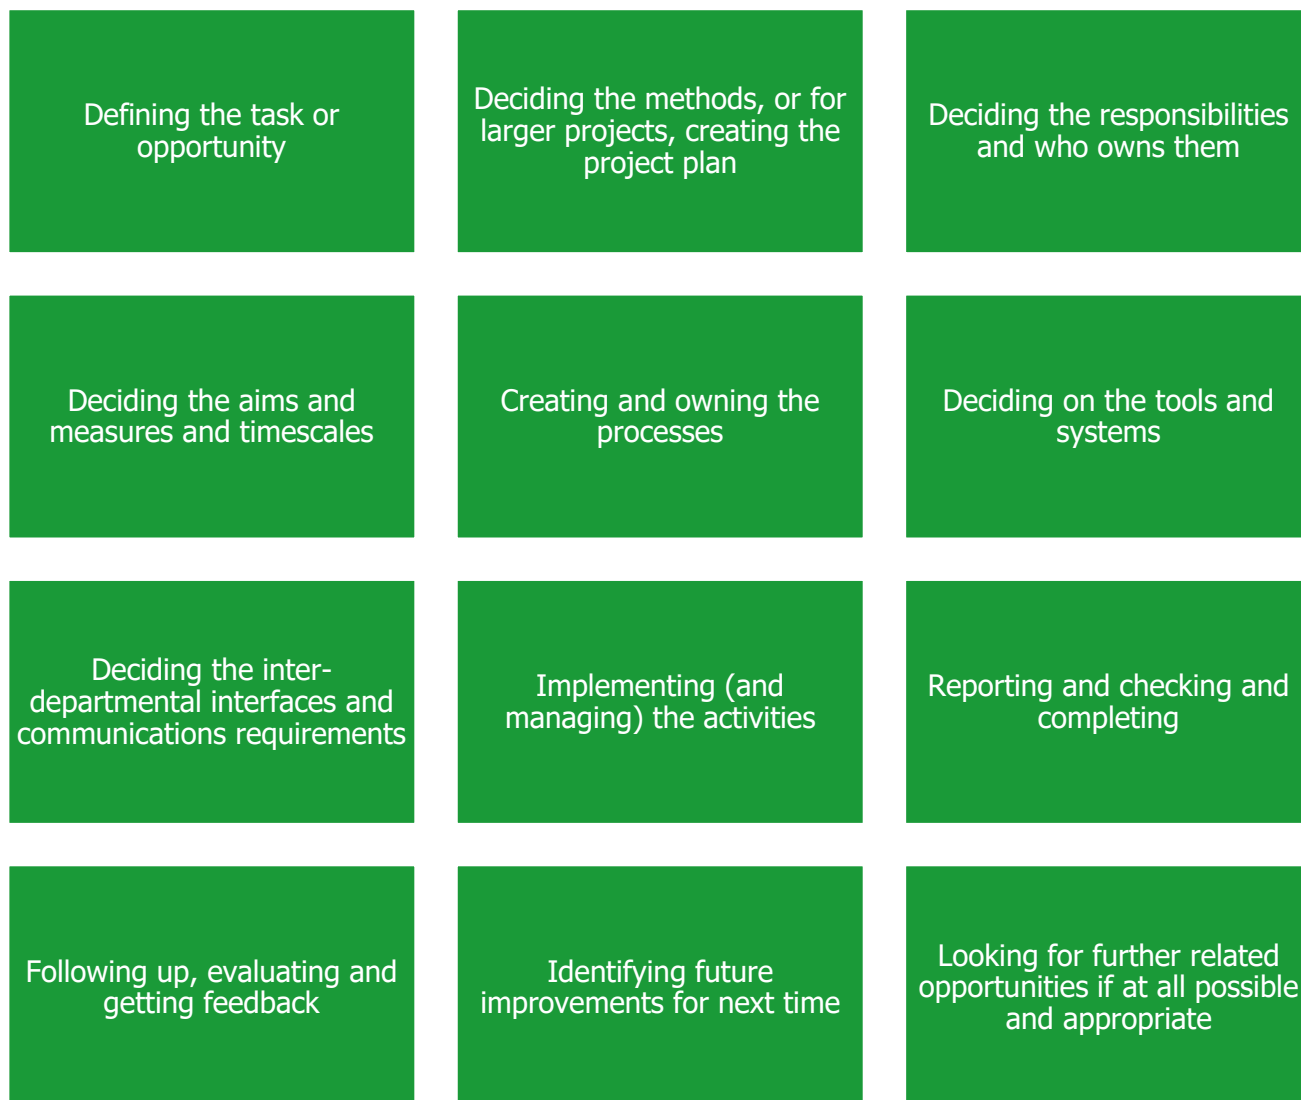 Defining the task or
opportunity
Deciding the methods, or for
larger projects, creating the
project plan
Deciding the responsibilities
and who owns them
Deciding the aims and
measures and timescales
Creating and owning the
processes
Deciding on the tools and
systems
Deciding the inter-
departmental interfaces and
communications requirements
Implementing (and
managing) the activities
Reporting and checking and
completing
Following up, evaluating and
getting feedback
Identifying future
improvements for next time
Looking for further related
opportunities if at all possible
and appropriate